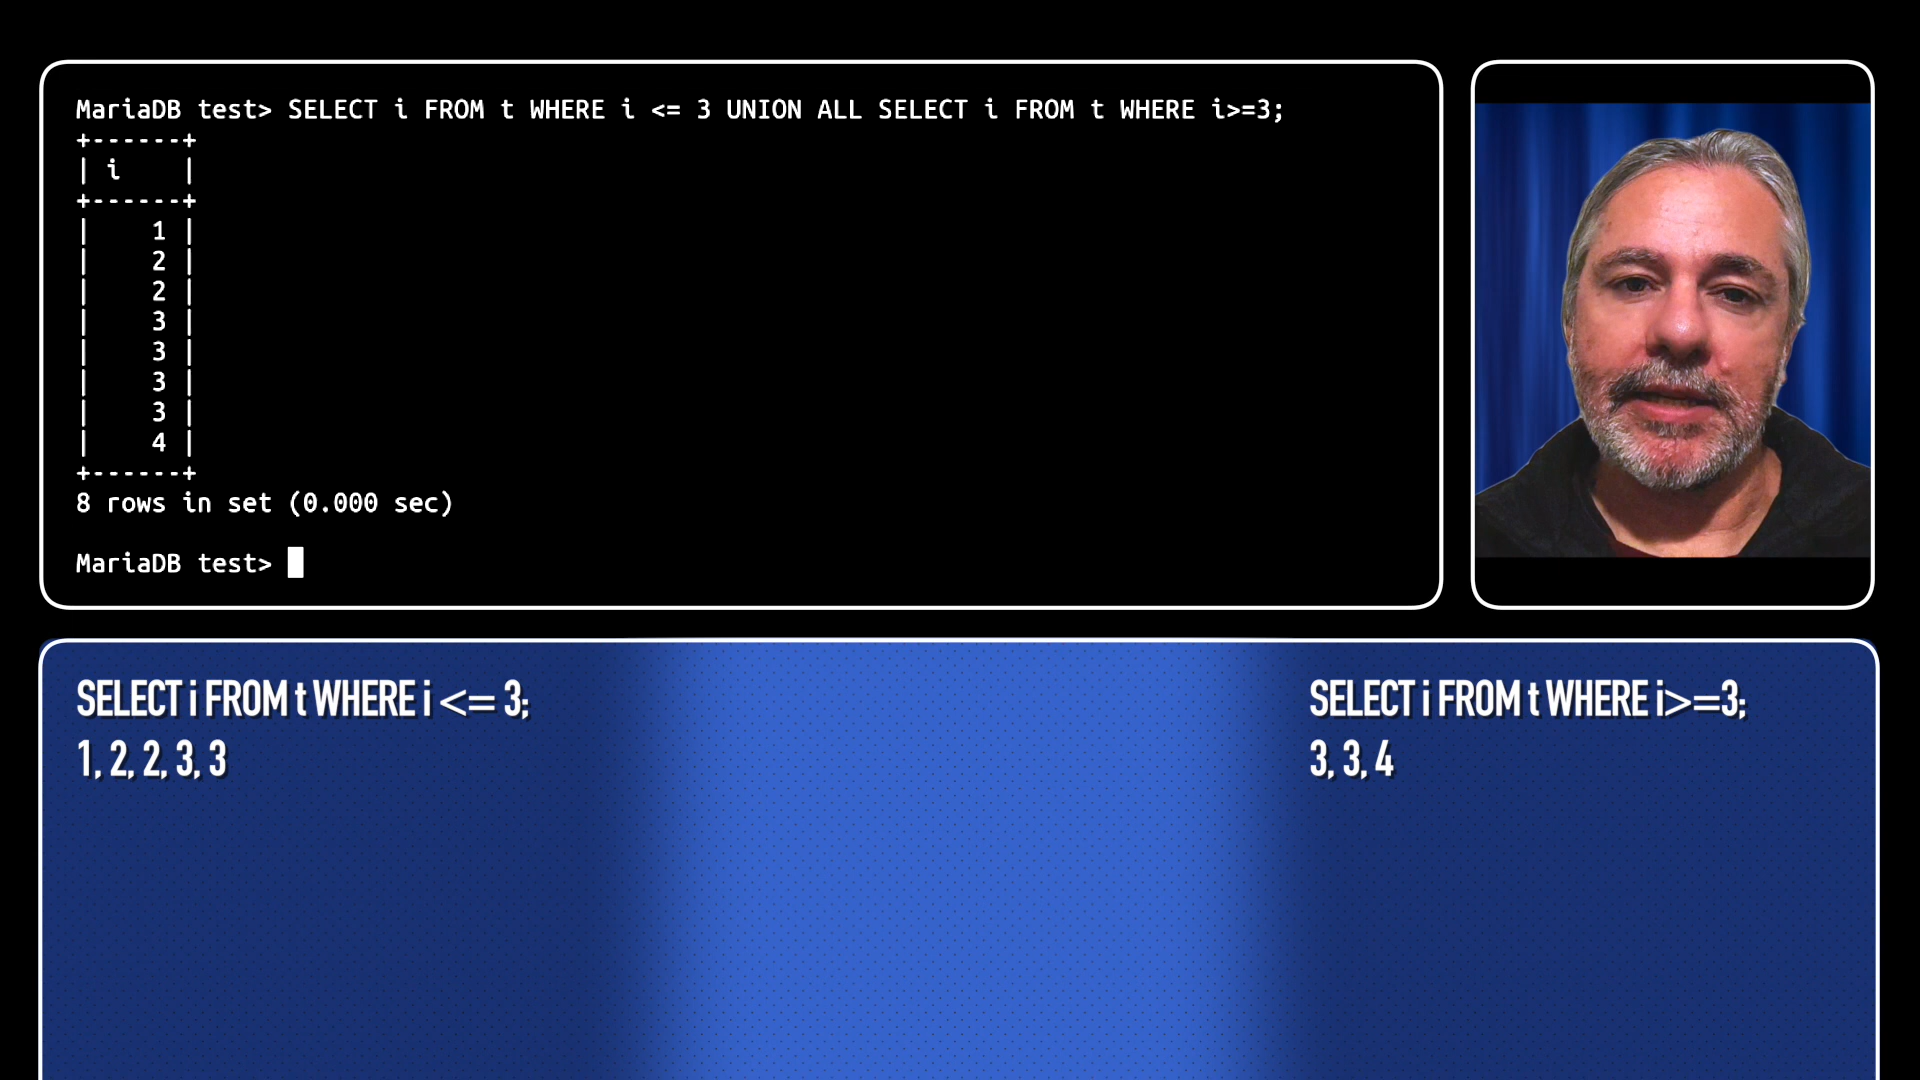 MariaDB test> SELECT i FROM t WHERE i <= 3 UNION ALL SELECT i FROM t WHERE i>=3;
+------+
| i    |
+------+
|    1 |
|    2 |
|    2 |
|    3 |
|    3 |
|    3 |
|    3 |
|    4 |
+------+
8 rows in set (0.000 sec)
MariaDB test>
SELECT i FROM t WHERE i <= 3;
1, 2, 2, 3, 3
SELECT i FROM t WHERE i>=3;
3, 3, 4